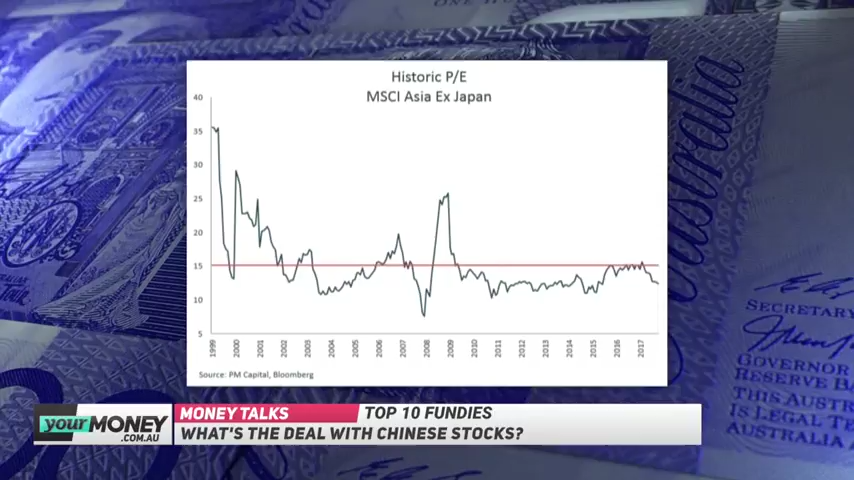 Historic P/E
MSCI Asia Ex Japan
40
35
30
25
20
15
10
5
1999
2000
2001
2002
2003
2004
2005
2006
2007
2008
2009
2010
2011
2012
2013
2014
2015
2016
2017
Source: PM Capital, Bloomberg
Australia
SECRETARY
GOVERNOR
RESERVE BA
THIS AUSTR
IS LEGAL TE
AUSTRALIA A
yourMONEY
.COM.AU
MONEY TALKS
TOP 10 FUNDIES
WHAT'S THE DEAL WITH CHINESE STOCKS?